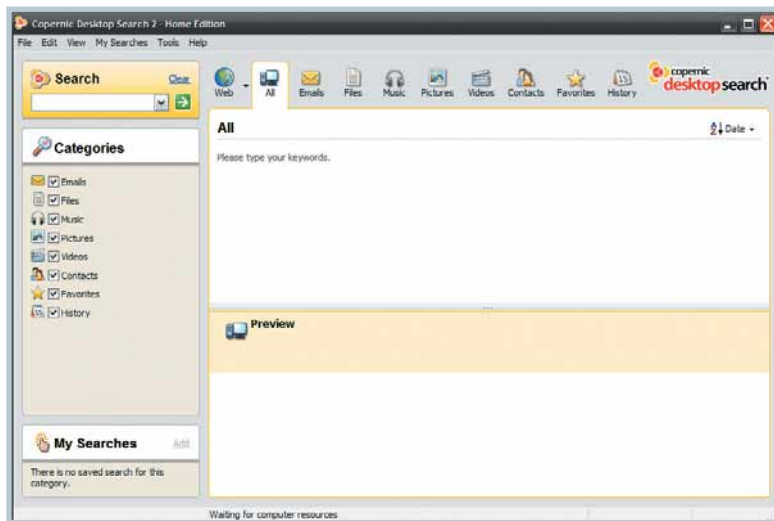 Copernic Desktop Search 2 - Home Edition
File Edit View My Searches Tools Help
Search Clear
Web All Emails Files Music Pictures Videos Contacts Favorites History
copernic
desktop search
Categories
Emails
Files
Music
Pictures
Videos
Contacts
Favorites
History
All Date
Please type your keywords.
Preview
My Searches Add
There is no saved search for this
category.
Waiting for computer resources